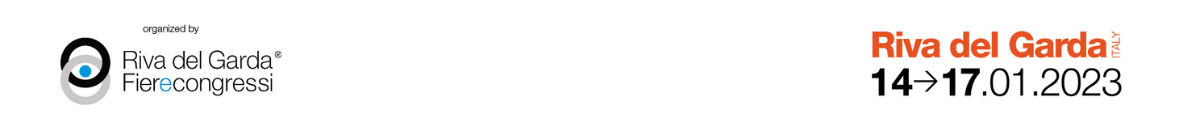 organized by
Riva del Garda®
Fierecongressi
Riva del Garda ITALY
14→17.01.2023